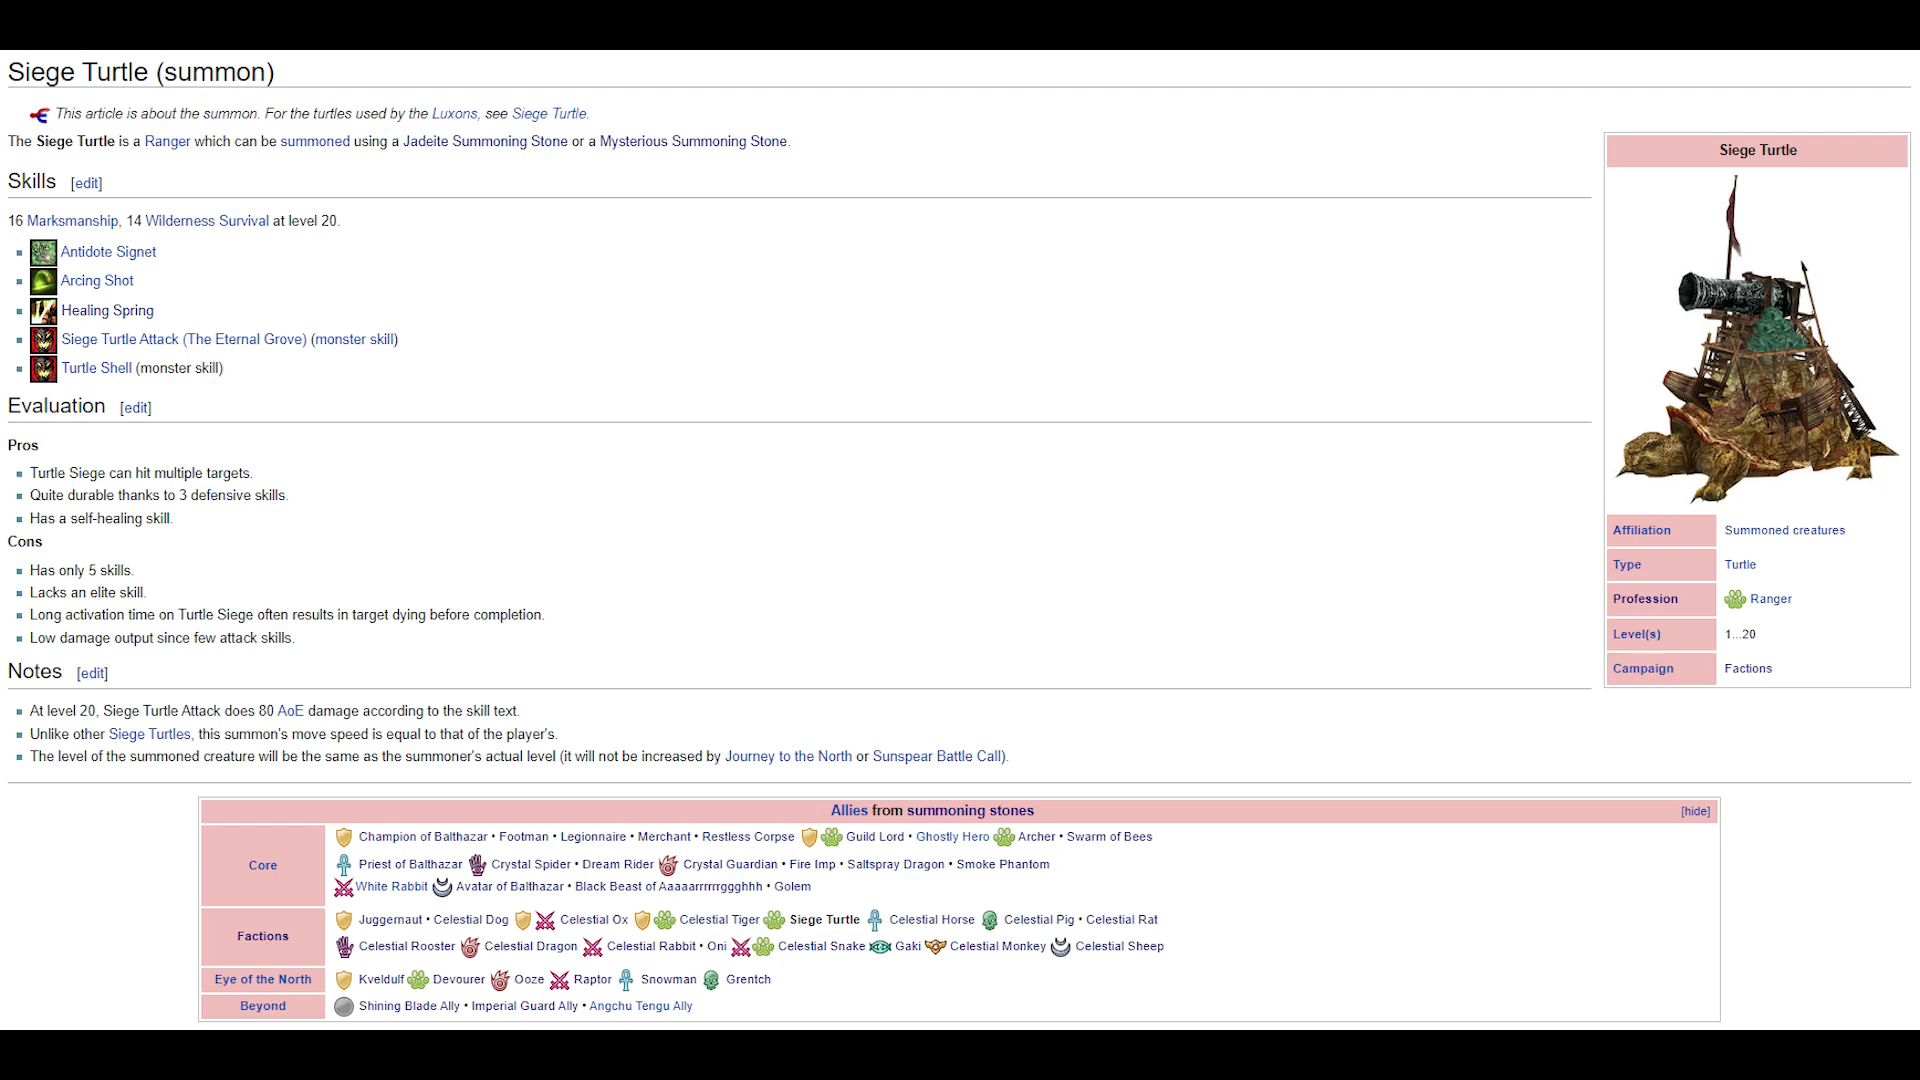 Siege Turtle (summon)
This article is about the summon. For the turtles used by the Luxons, see Siege Turtle.
The Siege Turtle is a Ranger which can be summoned using a Jadeite Summoning Stone or a Mysterious Summoning Stone.
Skills [edit]
16 Marksmanship, 14 Wilderness Survival at level 20.
Antidote Signet
Arcing Shot
Healing Spring
Siege Turtle Attack (The Eternal Grove) (monster skill)
Turtle Shell (monster skill)
Evaluation [edit]
Pros
Turtle Siege can hit multiple targets.
Quite durable thanks to 3 defensive skills.
Has a self-healing skill.
Cons
Has only 5 skills.
Lacks an elite skill.
Long activation time on Turtle Siege often results in target dying before completion.
Low damage output since few attack skills.
Notes [edit]
At level 20, Siege Turtle Attack does 80 AoE damage according to the skill text.
Unlike other Siege Turtles, this summon's move speed is equal to that of the player's.
The level of the summoned creature will be the same as the summoner's actual level (it will not be increased by Journey to the North or Sunspear Battle Call).
Siege Turtle
Affiliation Summoned creatures
Type Turtle
Profession Ranger
Level(s) 1...20
Campaign Factions
Allies from summoning stones [hide]
Core
Champion of Balthazar • Footman • Legionnaire • Merchant • Restless Corpse Guild Lord • Ghostly Hero Archer • Swarm of Bees
Priest of Balthazar Crystal Spider • Dream Rider Crystal Guardian • Fire Imp • Saltspray Dragon • Smoke Phantom
White Rabbit Avatar of Balthazar • Black Beast of Aaaaarrrrrrggghhh • Golem
Factions
Juggernaut • Celestial Dog Celestial Ox Celestial Tiger Siege Turtle Celestial Horse Celestial Pig • Celestial Rat
Celestial Rooster Celestial Dragon Celestial Rabbit • Oni Celestial Snake Gaki Celestial Monkey Celestial Sheep
Eye of the North Kveldulf Devourer Ooze Raptor Snowman Grentch
Beyond Shining Blade Ally • Imperial Guard Ally • Angchu Tengu Ally